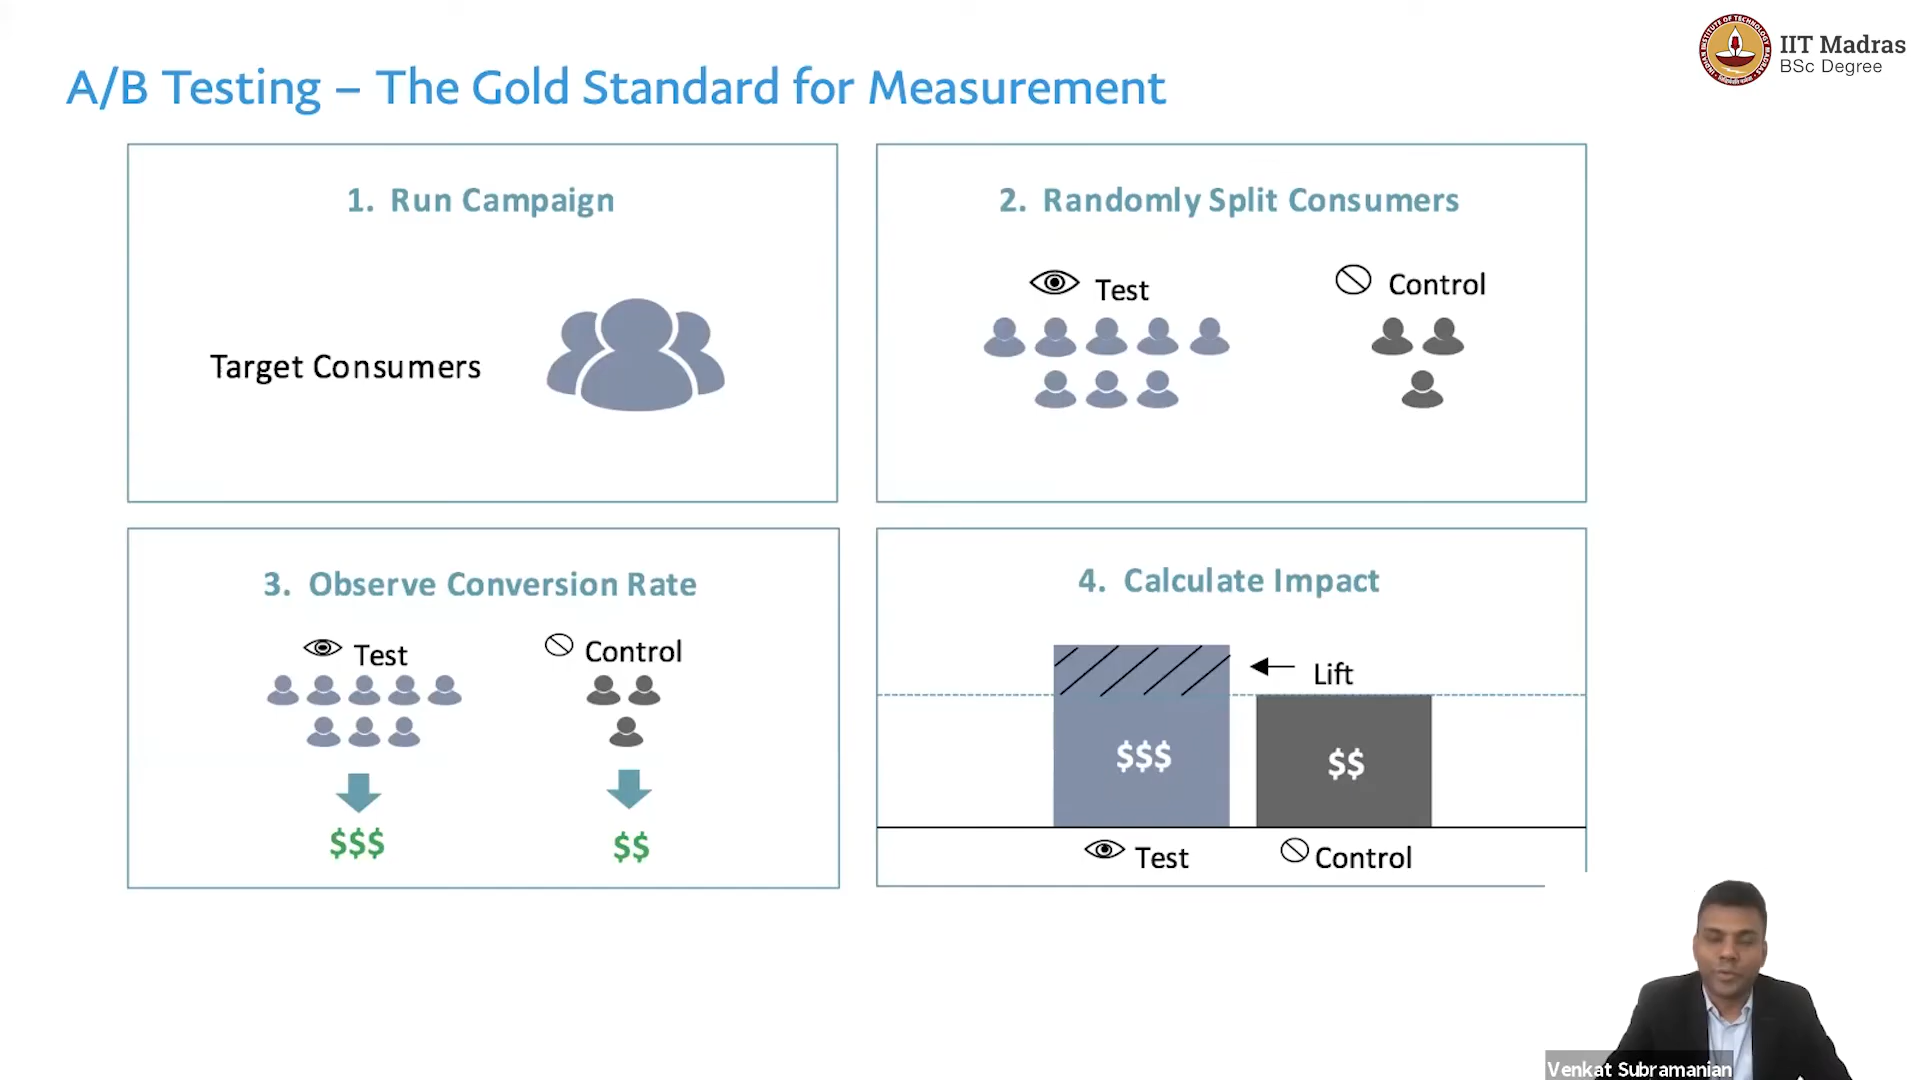 IIT Madras
BSc Degree
A/B Testing – The Gold Standard for Measurement
1. Run Campaign
Target Consumers
2. Randomly Split Consumers
Test
Control
3. Observe Conversion Rate
Test
Control
$$$
$$
4. Calculate Impact
Lift
$$$
$$
Test
Control
Venkat Subramanian